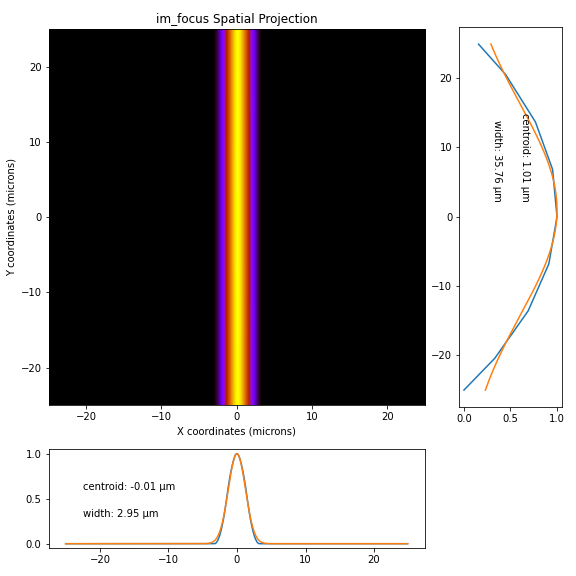 im_focus Spatial Projection
20
10
0
−10
−20
Y coordinates (microns)
−20 −10 0 10 20
X coordinates (microns)
20
10
0
−10
−20
centroid: 1.01 μm
width: 35.76 μm
0.0 0.5 1.0
1.0
0.5
0.0
centroid: -0.01 μm
width: 2.95 μm
−20 −10 0 10 20